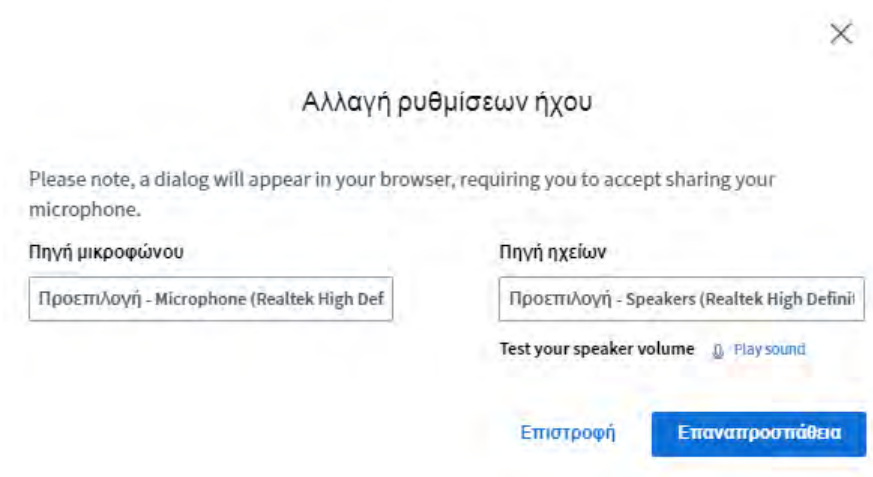 Αλλαγή ρυθμίσεων ήχου
Please note, a dialog will appear in your browser, requiring you to accept sharing your
microphone.
Πηγή μικροφώνου
Πηγή ηχείων
Προεπιλογή - Microphone (Realtek High Def
Προεπιλογή - Speakers (Realtek High Defini
Test your speaker volume Play sound
Επιστροφή Επαναπροσπάθεια